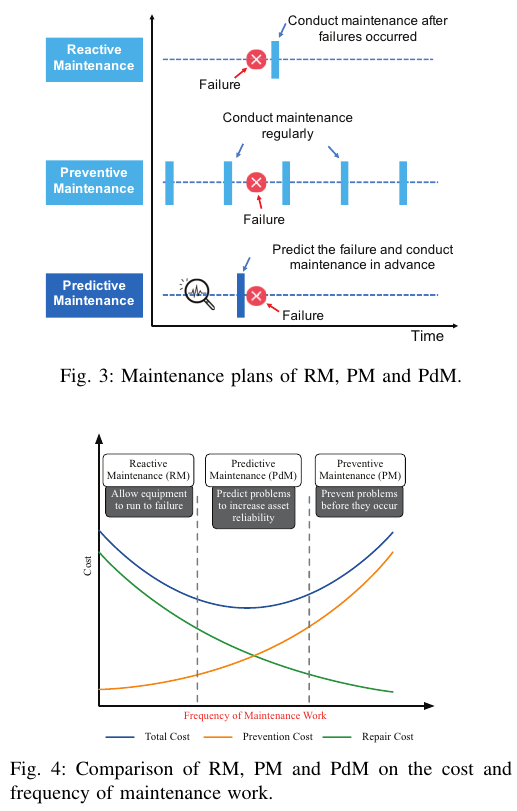 Conduct maintenance after
failures occurred
Reactive
Maintenance
Failure
Conduct maintenance
regularly
Preventive
Maintenance
Failure
Predict the failure and conduct
maintenance in advance
Predictive
Maintenance
Failure
Time
Fig. 3: Maintenance plans of RM, PM and PdM.
Reactive
Maintenance (RM)
Allow equipment
to run to failure
Predictive
Maintenance (PdM)
Predict problems
to increase asset
reliability
Preventive
Maintenance (PM)
Prevent problems
before they occur
Cost
Frequency of Maintenance Work
Total Cost
Prevention Cost
Repair Cost
Fig. 4: Comparison of RM, PM and PdM on the cost and
frequency of maintenance work.